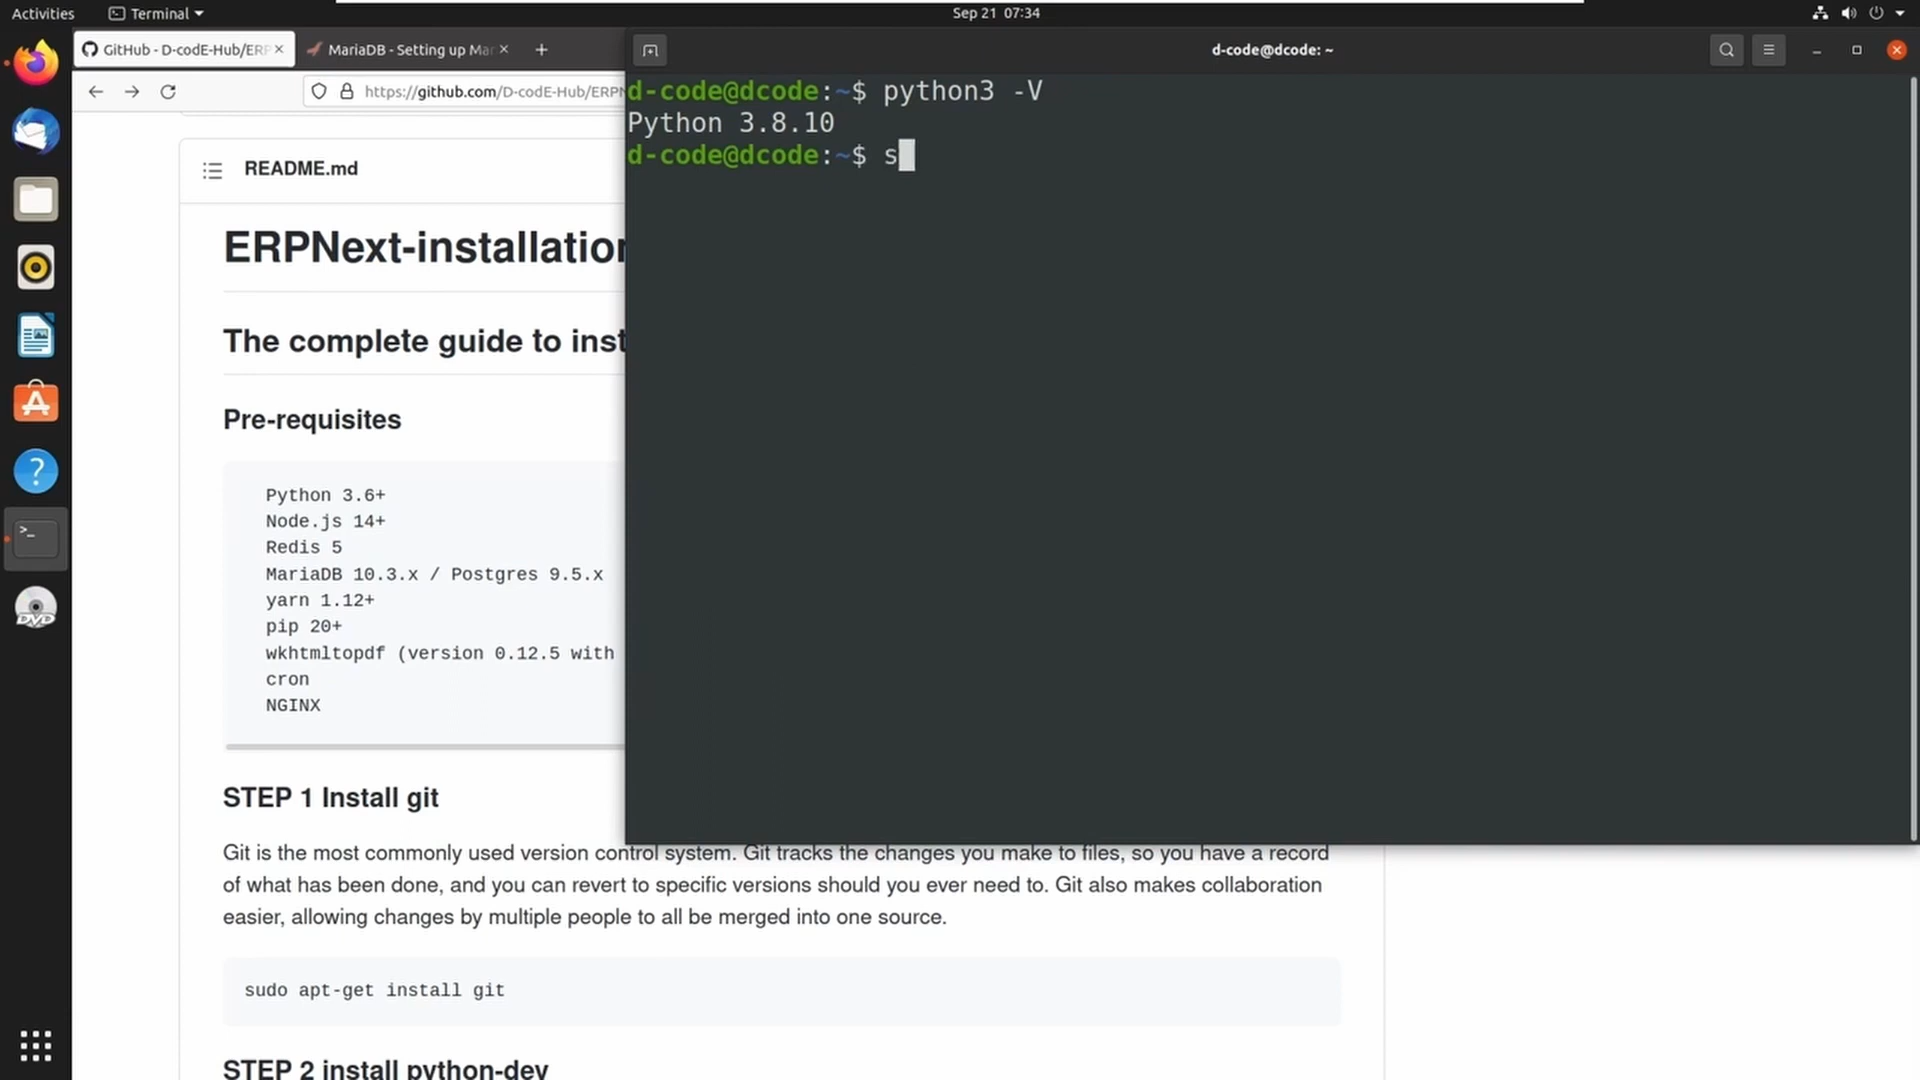 Activities
Terminal
Sep 21 07:34
GitHub - D-codE-Hub/ERP
MariaDB - Setting up Mar
https://github.com/D-codE-Hub/ERPN
d-code@dcode: ~
d-code@dcode:~$ python3 -V
Python 3.8.10
d-code@dcode:~$ s
README.md
ERPNext-installation
The complete guide to inst
Pre-requisites
Python 3.6+
Node.js 14+
Redis 5
MariaDB 10.3.x / Postgres 9.5.x
yarn 1.12+
pip 20+
wkhtmltopdf (version 0.12.5 with
cron
NGINX
STEP 1 Install git
Git is the most commonly used version control system. Git tracks the changes you make to files, so you have a record
of what has been done, and you can revert to specific versions should you ever need to. Git also makes collaboration
easier, allowing changes by multiple people to all be merged into one source.
sudo apt-get install git
STEP 2 install python-dev
>_
?
DVD